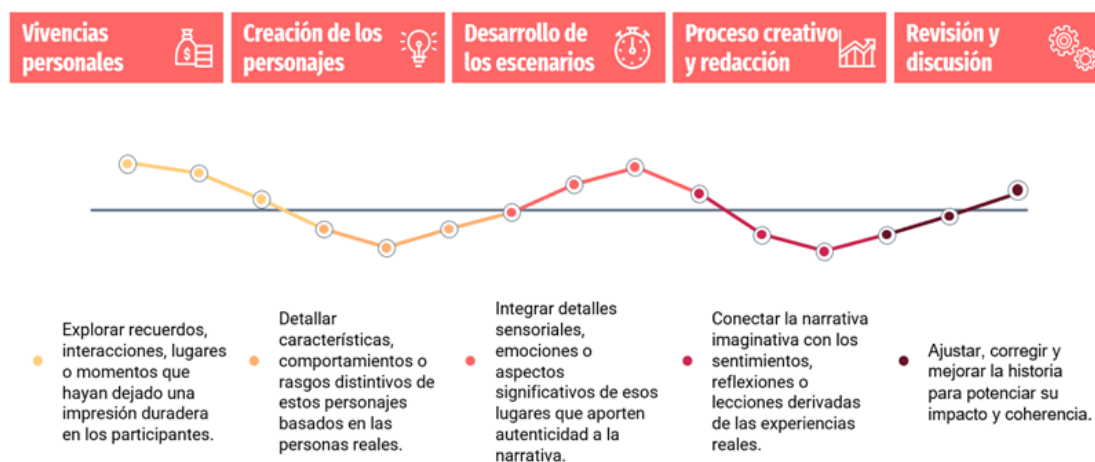 Vivencias
personales
Creación de los
personajes
Desarrollo de
los escenarios
Proceso creativo
y redacción
Revisión y
discusión
Explorar recuerdos,
interacciones, lugares
o momentos que
hayan dejado una
impresión duradera
en los participantes.
Detallar
características,
comportamientos o
rasgos distintivos de
estos personajes
basados en las
personas reales.
Integrar detalles
sensoriales,
emociones o
aspectos
significativos de esos
lugares que aporten
autenticidad a la
narrativa.
Conectar la narrativa
imaginativa con los
sentimientos,
reflexiones o
lecciones derivadas
de las experiencias
reales.
Ajustar, corregir y
mejorar la historia
para potenciar su
impacto y coherencia.